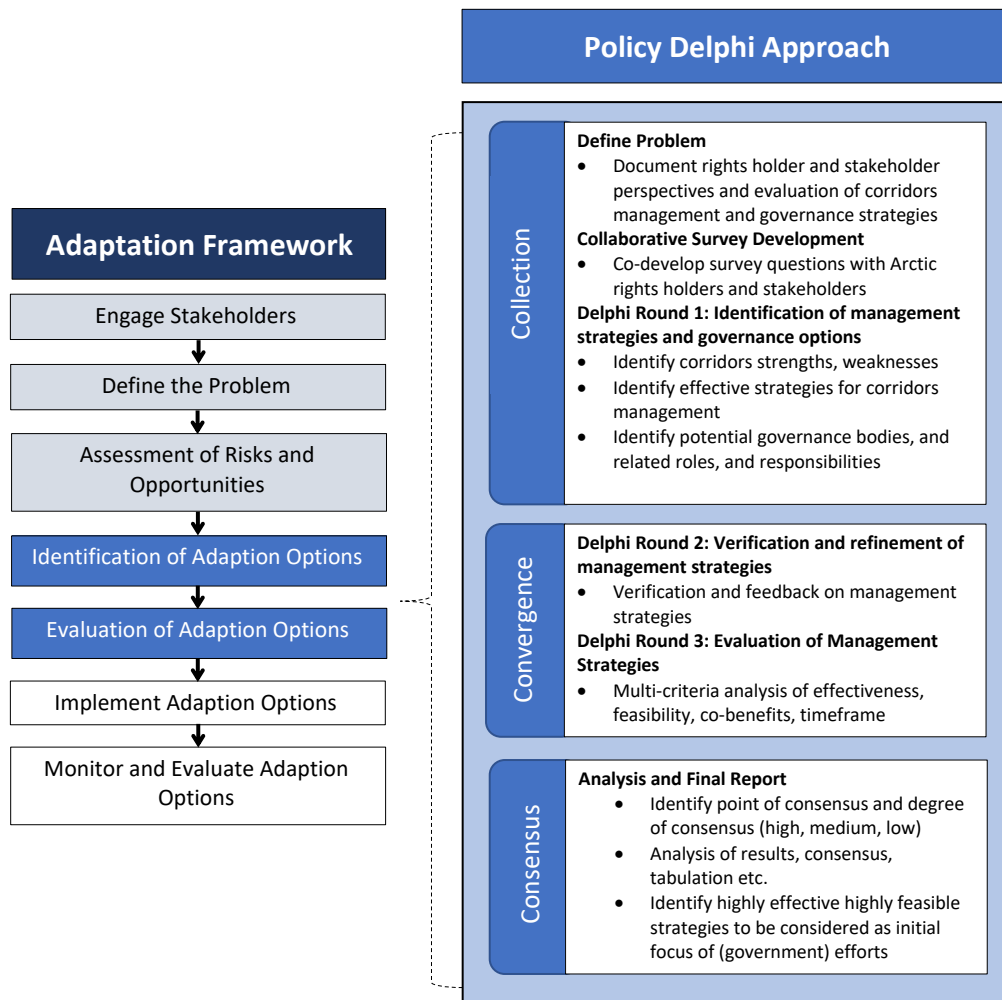 Policy Delphi Approach
Adaptation Framework
Engage Stakeholders
Define the Problem
Assessment of Risks and
Opportunities
Identification of Adaption Options
Evaluation of Adaption Options
Implement Adaption Options
Monitor and Evaluate Adaption
Options
Collection
Define Problem
• Document rights holder and stakeholder
perspectives and evaluation of corridors
management and governance strategies
Collaborative Survey Development
• Co-develop survey questions with Arctic
rights holders and stakeholders
Delphi Round 1: Identification of management
strategies and governance options
• Identify corridors strengths, weaknesses
• Identify effective strategies for corridors
management
• Identify potential governance bodies, and
related roles, and responsibilities
Convergence
Delphi Round 2: Verification and refinement of
management strategies
• Verification and feedback on management
strategies
Delphi Round 3: Evaluation of Management
Strategies
• Multi-criteria analysis of effectiveness,
feasibility, co-benefits, timeframe
Consensus
Analysis and Final Report
• Identify point of consensus and degree
of consensus (high, medium, low)
• Analysis of results, consensus,
tabulation etc.
• Identify highly effective highly feasible
strategies to be considered as initial
focus of (government) efforts